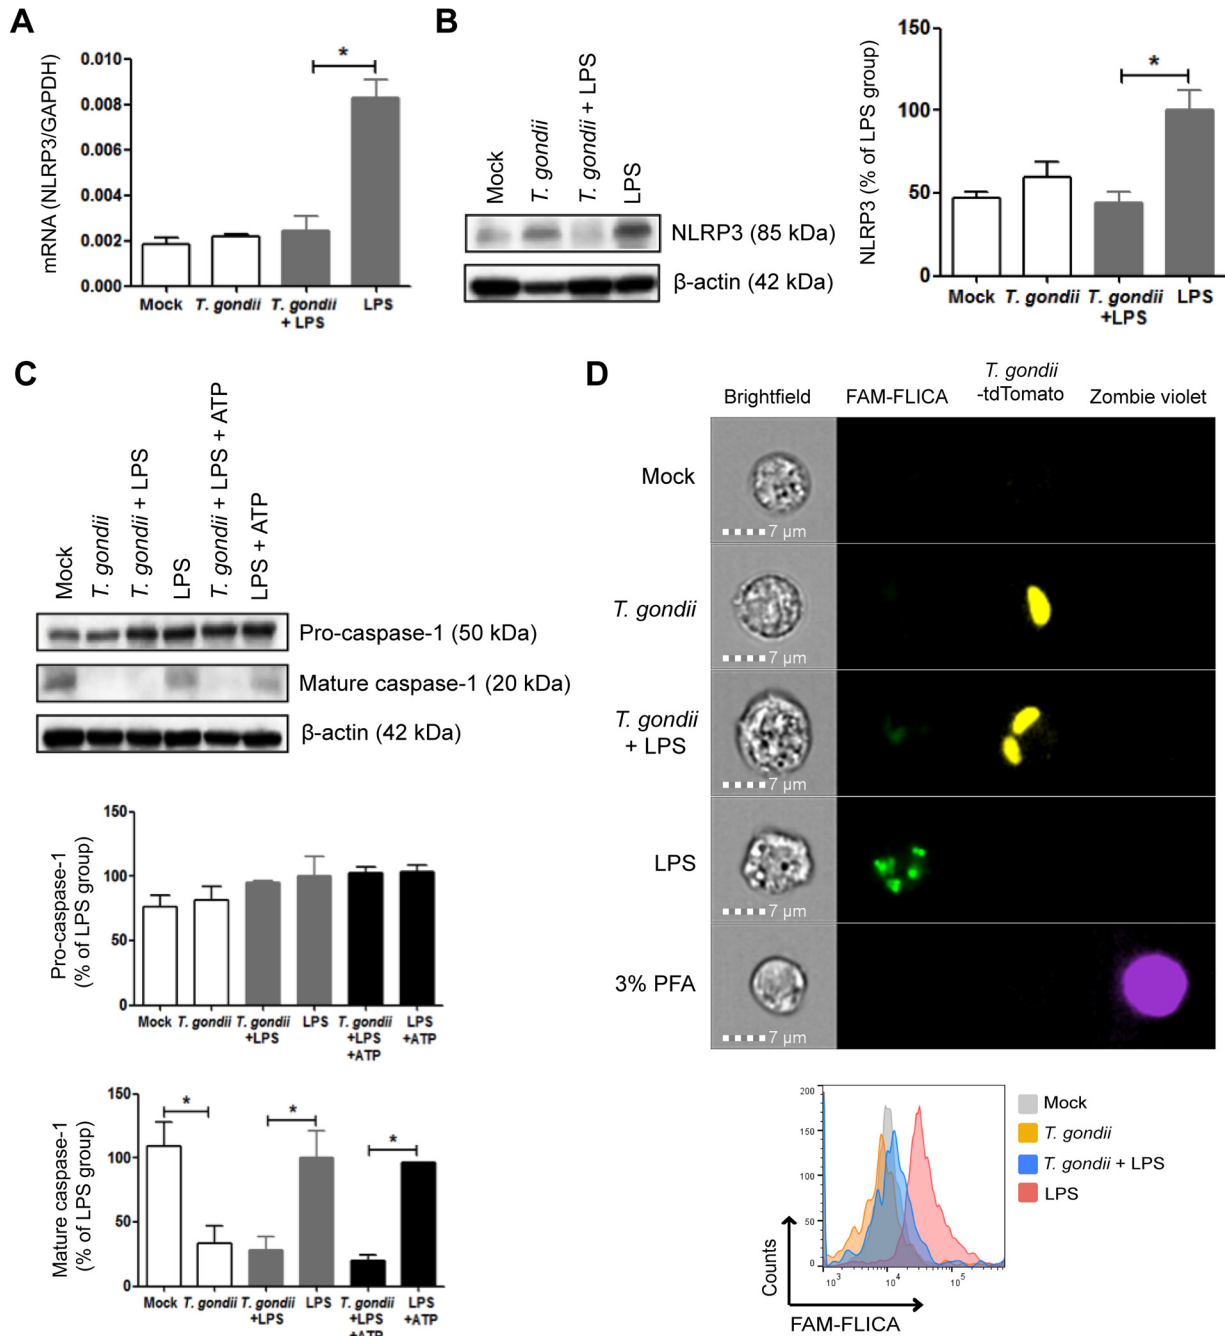 A
mRNA (NLRP3/GAPDH)
0.010
0.008
0.006
0.004
0.002
0.000
*
Mock
T. gondii
T. gondii
+ LPS
LPS
B
Mock
T. gondii
T. gondii + LPS
LPS
NLRP3 (85 kDa)
β-actin (42 kDa)
NLRP3 (% of LPS group)
150
100
50
0
*
Mock
T. gondii
T. gondii
+LPS
LPS
C
Mock
T. gondii
T. gondii + LPS
LPS
T. gondii + LPS + ATP
LPS + ATP
Pro-caspase-1 (50 kDa)
Mature caspase-1 (20 kDa)
β-actin (42 kDa)
Pro-caspase-1
(% of LPS group)
150
100
50
0
Mock
T. gondii
T. gondii
+LPS
LPS
T. gondii
+LPS
+ATP
LPS
+ATP
Mature caspase-1
(% of LPS group)
150
100
50
0
*
*
*
Mock
T. gondii
T. gondii
+LPS
LPS
T. gondii
+LPS
+ATP
LPS
+ATP
D
Brightfield
FAM-FLICA
T. gondii
-tdTomato
Zombie violet
Mock
7 µm
T. gondii
7 µm
T. gondii
+ LPS
7 µm
LPS
7 µm
3% PFA
7 µm
Counts
200
150
100
50
0
10³
10⁴
10⁵
FAM-FLICA
Mock
T. gondii
T. gondii + LPS
LPS